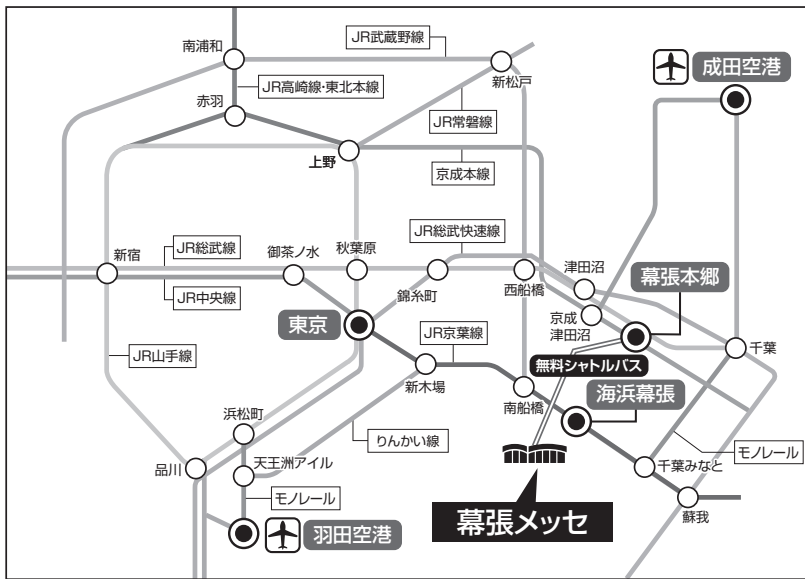 JR武蔵野線
南浦和
新松戸
成田空港
JR高崎線・東北本線
赤羽
JR常磐線
上野
京成本線
JR総武快速線
新宿
JR総武線
御茶ノ水
秋葉原
津田沼
幕張本郷
JR中央線
錦糸町
西船橋
京成
津田沼
東京
JR京葉線
千葉
JR山手線
無料シャトルバス
新木場
南船橋
海浜幕張
浜松町
りんかい線
モノレール
品川
天王洲アイル
千葉みなと
モノレール
蘇我
幕張メッセ
羽田空港